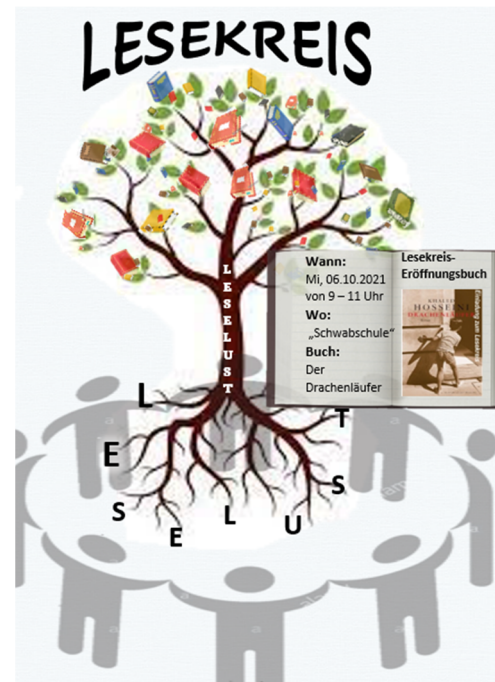 LESEKREIS
LESELUST
Wann:
Mi, 06.10.2021
von 9 – 11 Uhr
Wo:
„Schwabschule“
Buch:
Der
Drachenläufer
Lesekreis-
Eröffnungsbuch
HOSSEINI
DRACHENLÄUFER
L
E
S
E
L
U
S
T